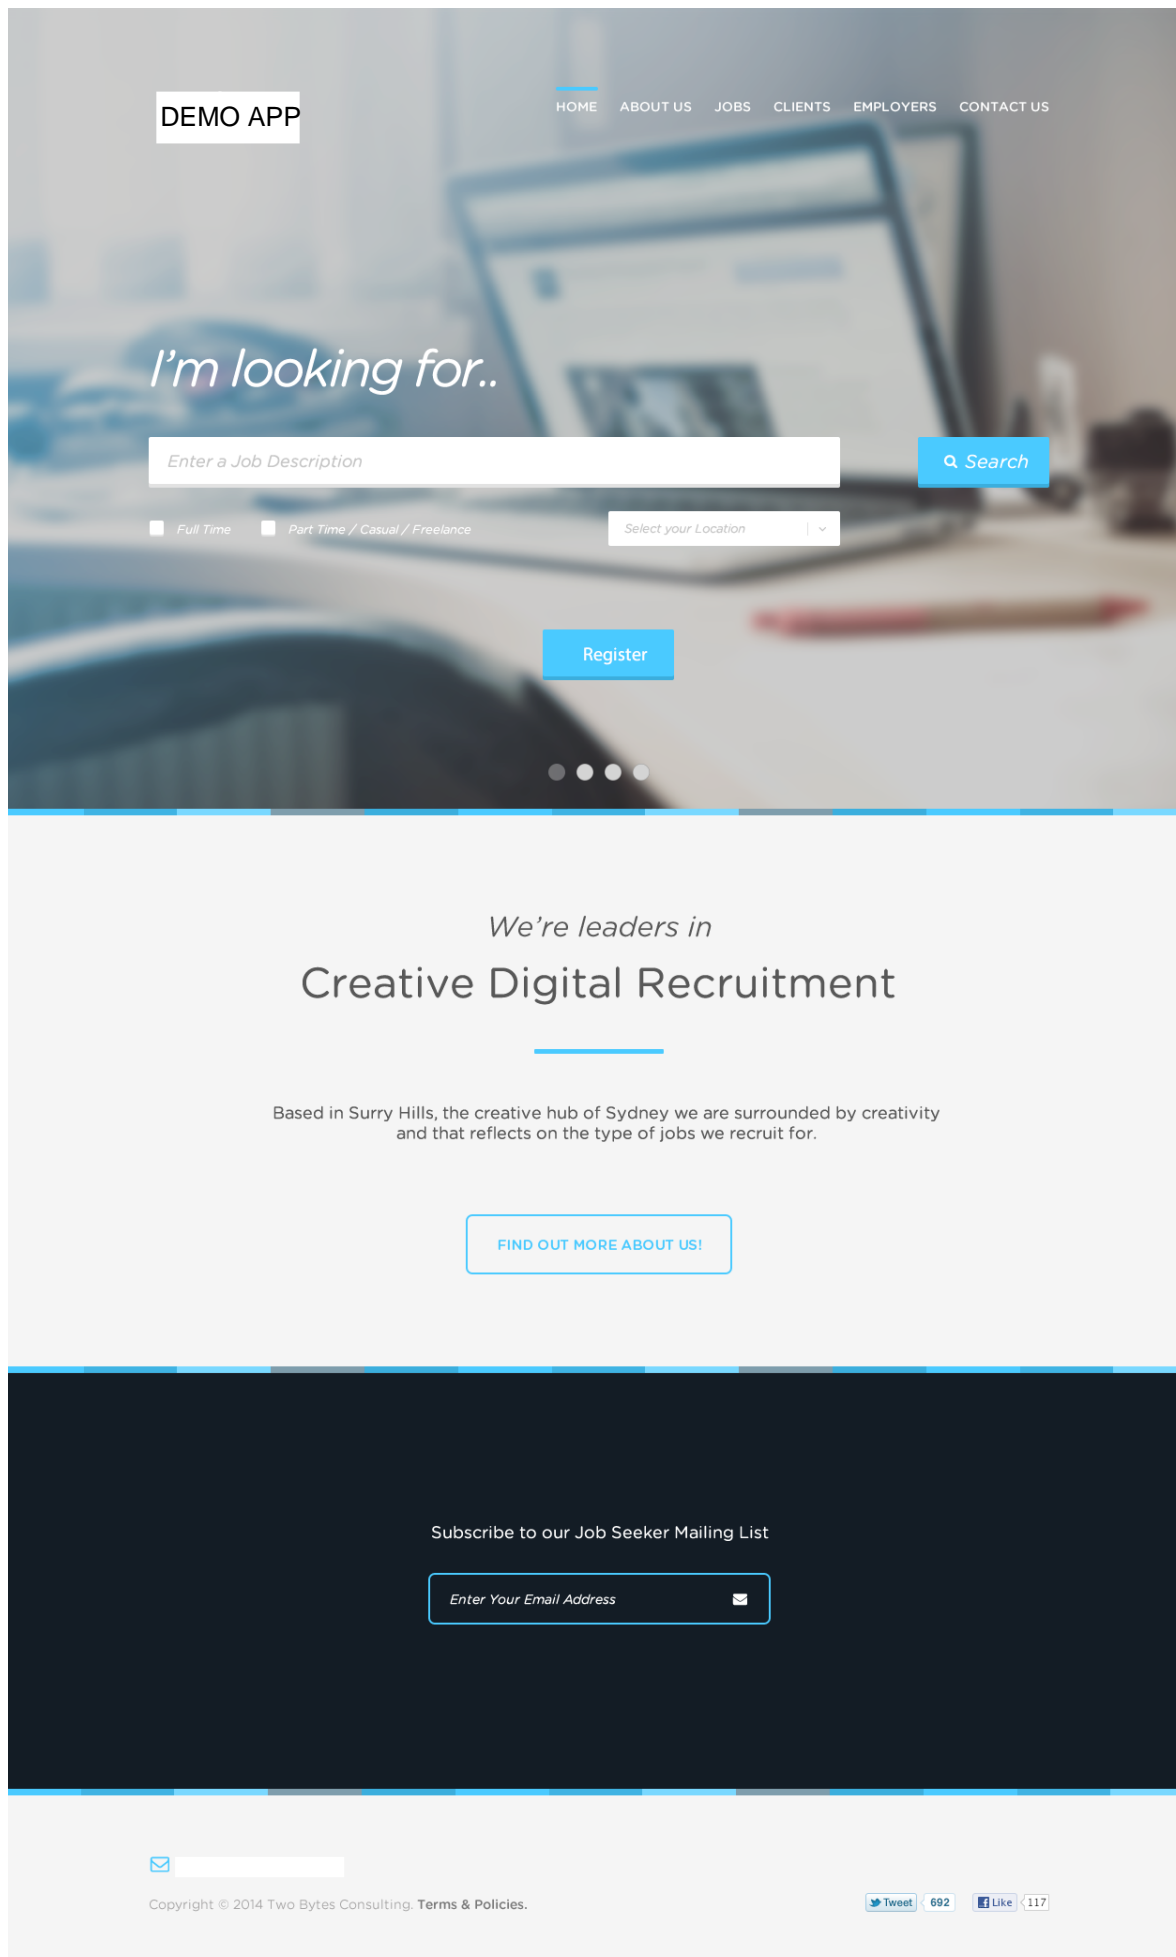 DEMO APP
HOME ABOUT US JOBS CLIENTS EMPLOYERS CONTACT US
I'm looking for..
Enter a Job Description
Search
Full Time
Part Time / Casual / Freelance
Select your Location
Register
We're leaders in
Creative Digital Recruitment
Based in Surry Hills, the creative hub of Sydney we are surrounded by creativity
and that reflects on the type of jobs we recruit for.
FIND OUT MORE ABOUT US!
Subscribe to our Job Seeker Mailing List
Enter Your Email Address
Copyright © 2014 Two Bytes Consulting. Terms & Policies.
Tweet 692
Like 117